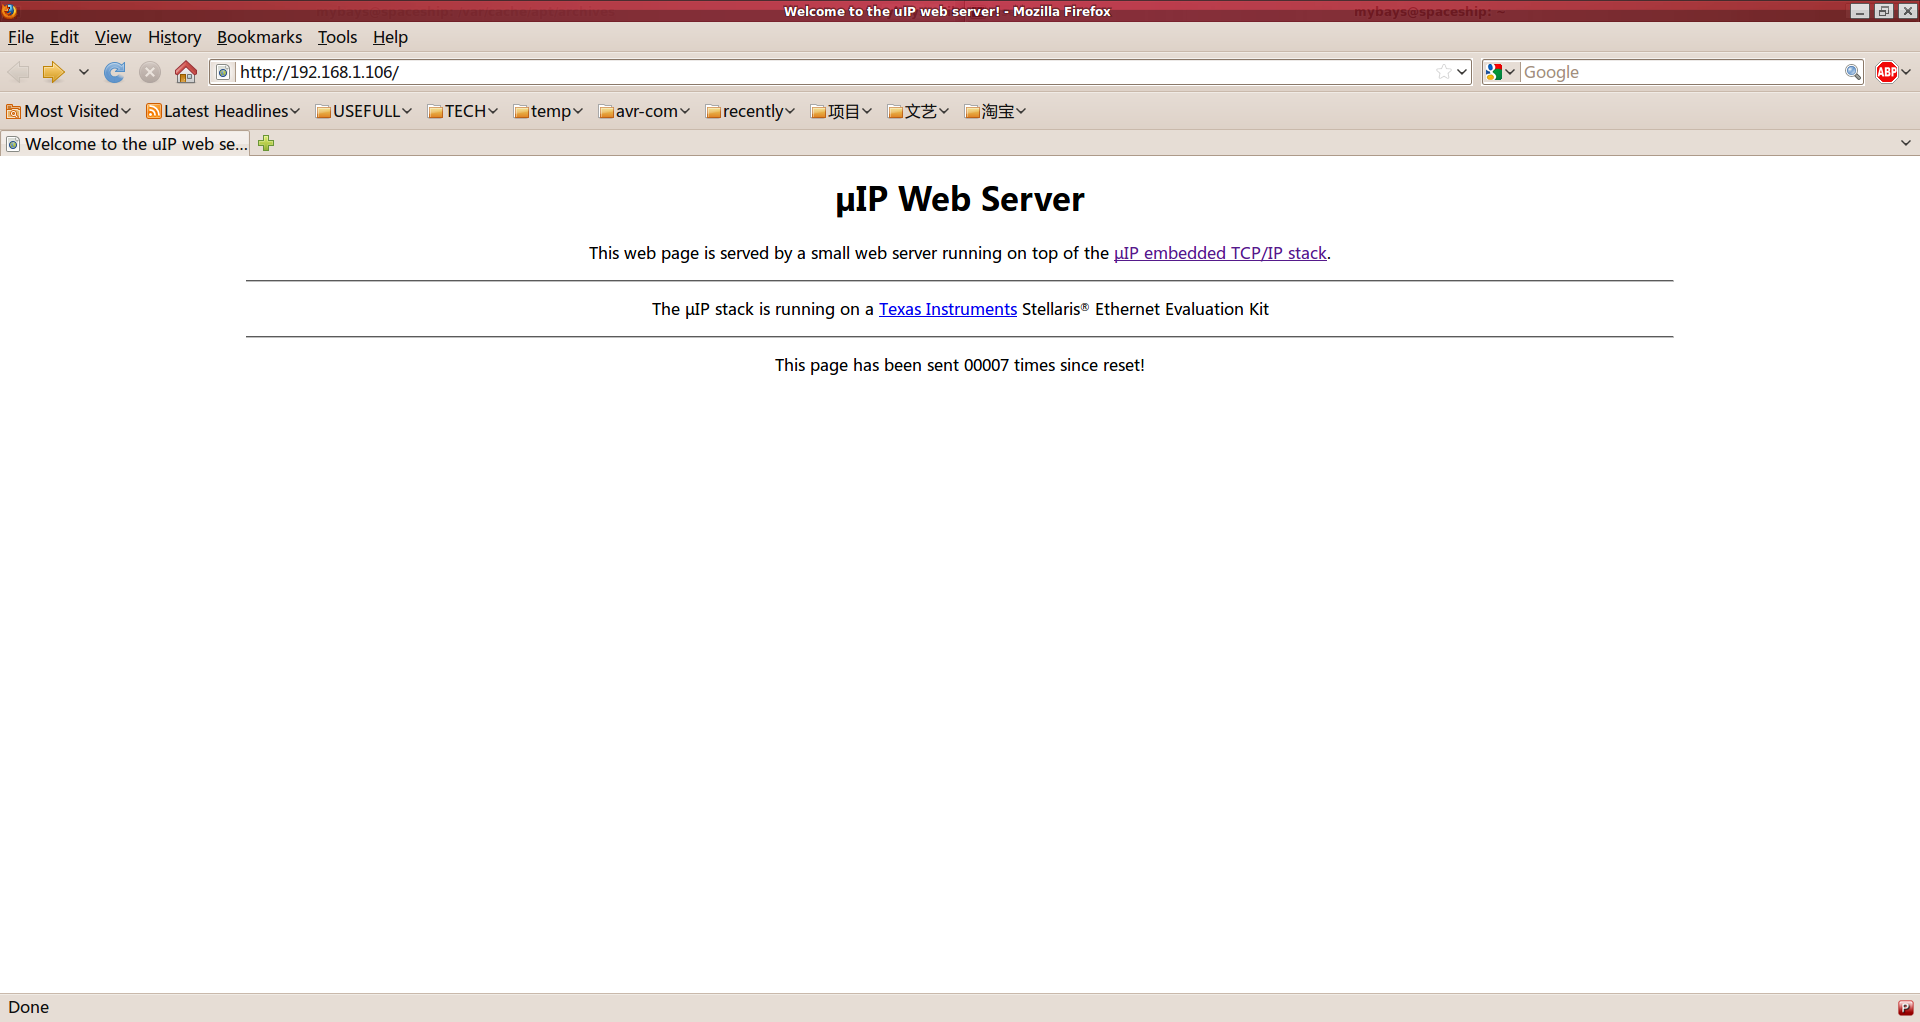 Welcome to the uIP web server! - Mozilla Firefox
mybays@spaceship: ~
File Edit View History Bookmarks Tools Help
http://192.168.1.106/ Google ABP
Most Visited Latest Headlines USEFULL TECH temp avr-com recently 项目 文艺 淘宝
Welcome to the uIP web se...
µIP Web Server
This web page is served by a small web server running on top of the µIP embedded TCP/IP stack.
The µIP stack is running on a Texas Instruments Stellaris® Ethernet Evaluation Kit
This page has been sent 00007 times since reset!
Done